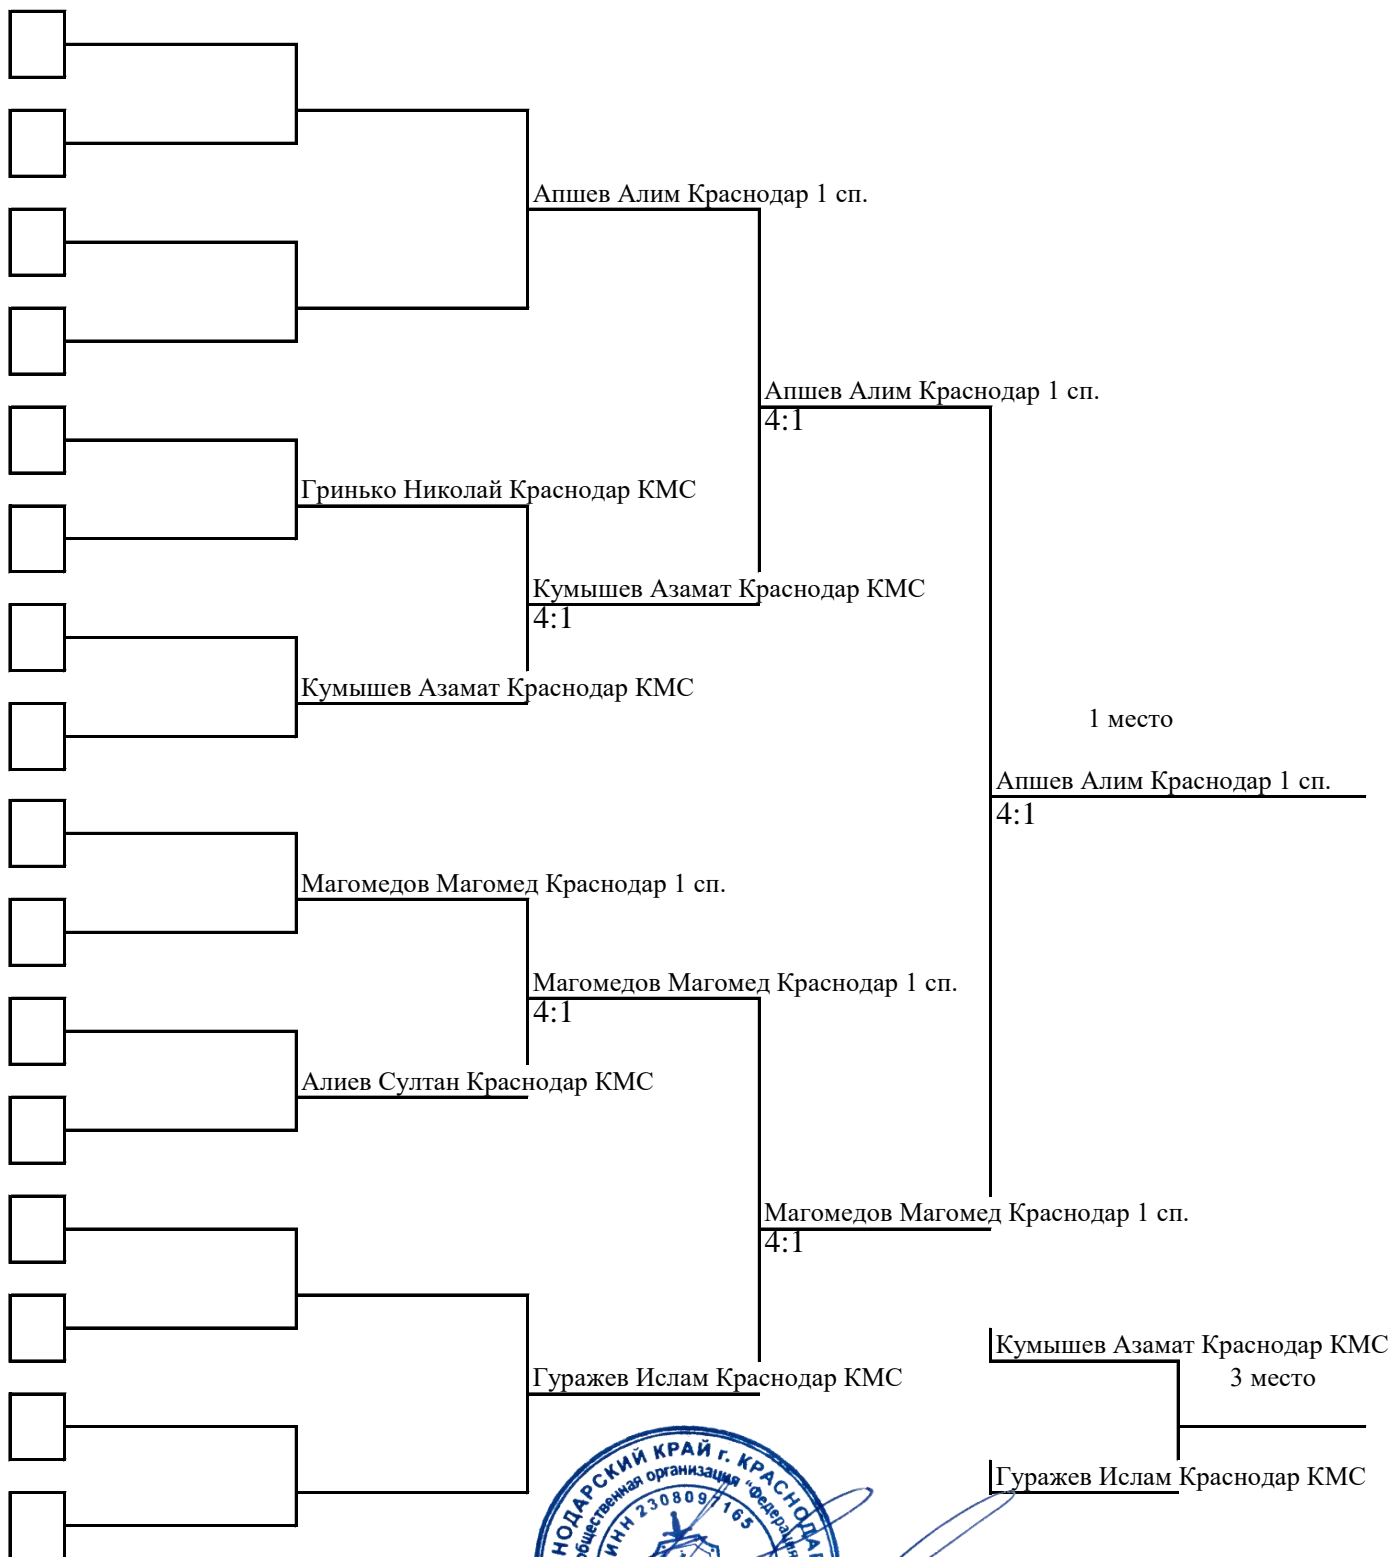 Апшев Алим Краснодар 1 сп.
Апшев Алим Краснодар 1 сп.
4:1
Гринько Николай Краснодар КМС
Кумышев Азамат Краснодар КМС
4:1
Кумышев Азамат Краснодар КМС
1 место
Апшев Алим Краснодар 1 сп.
4:1
Магомедов Магомед Краснодар 1 сп.
Магомедов Магомед Краснодар 1 сп.
4:1
Алиев Султан Краснодар КМС
Магомедов Магомед Краснодар 1 сп.
4:1
Кумышев Азамат Краснодар КМС
3 место
Гуражев Ислам Краснодар КМС
Гуражев Ислам Краснодар КМС
КРАЙ г.
общественная организация "Федерация
ИНН 2308097165